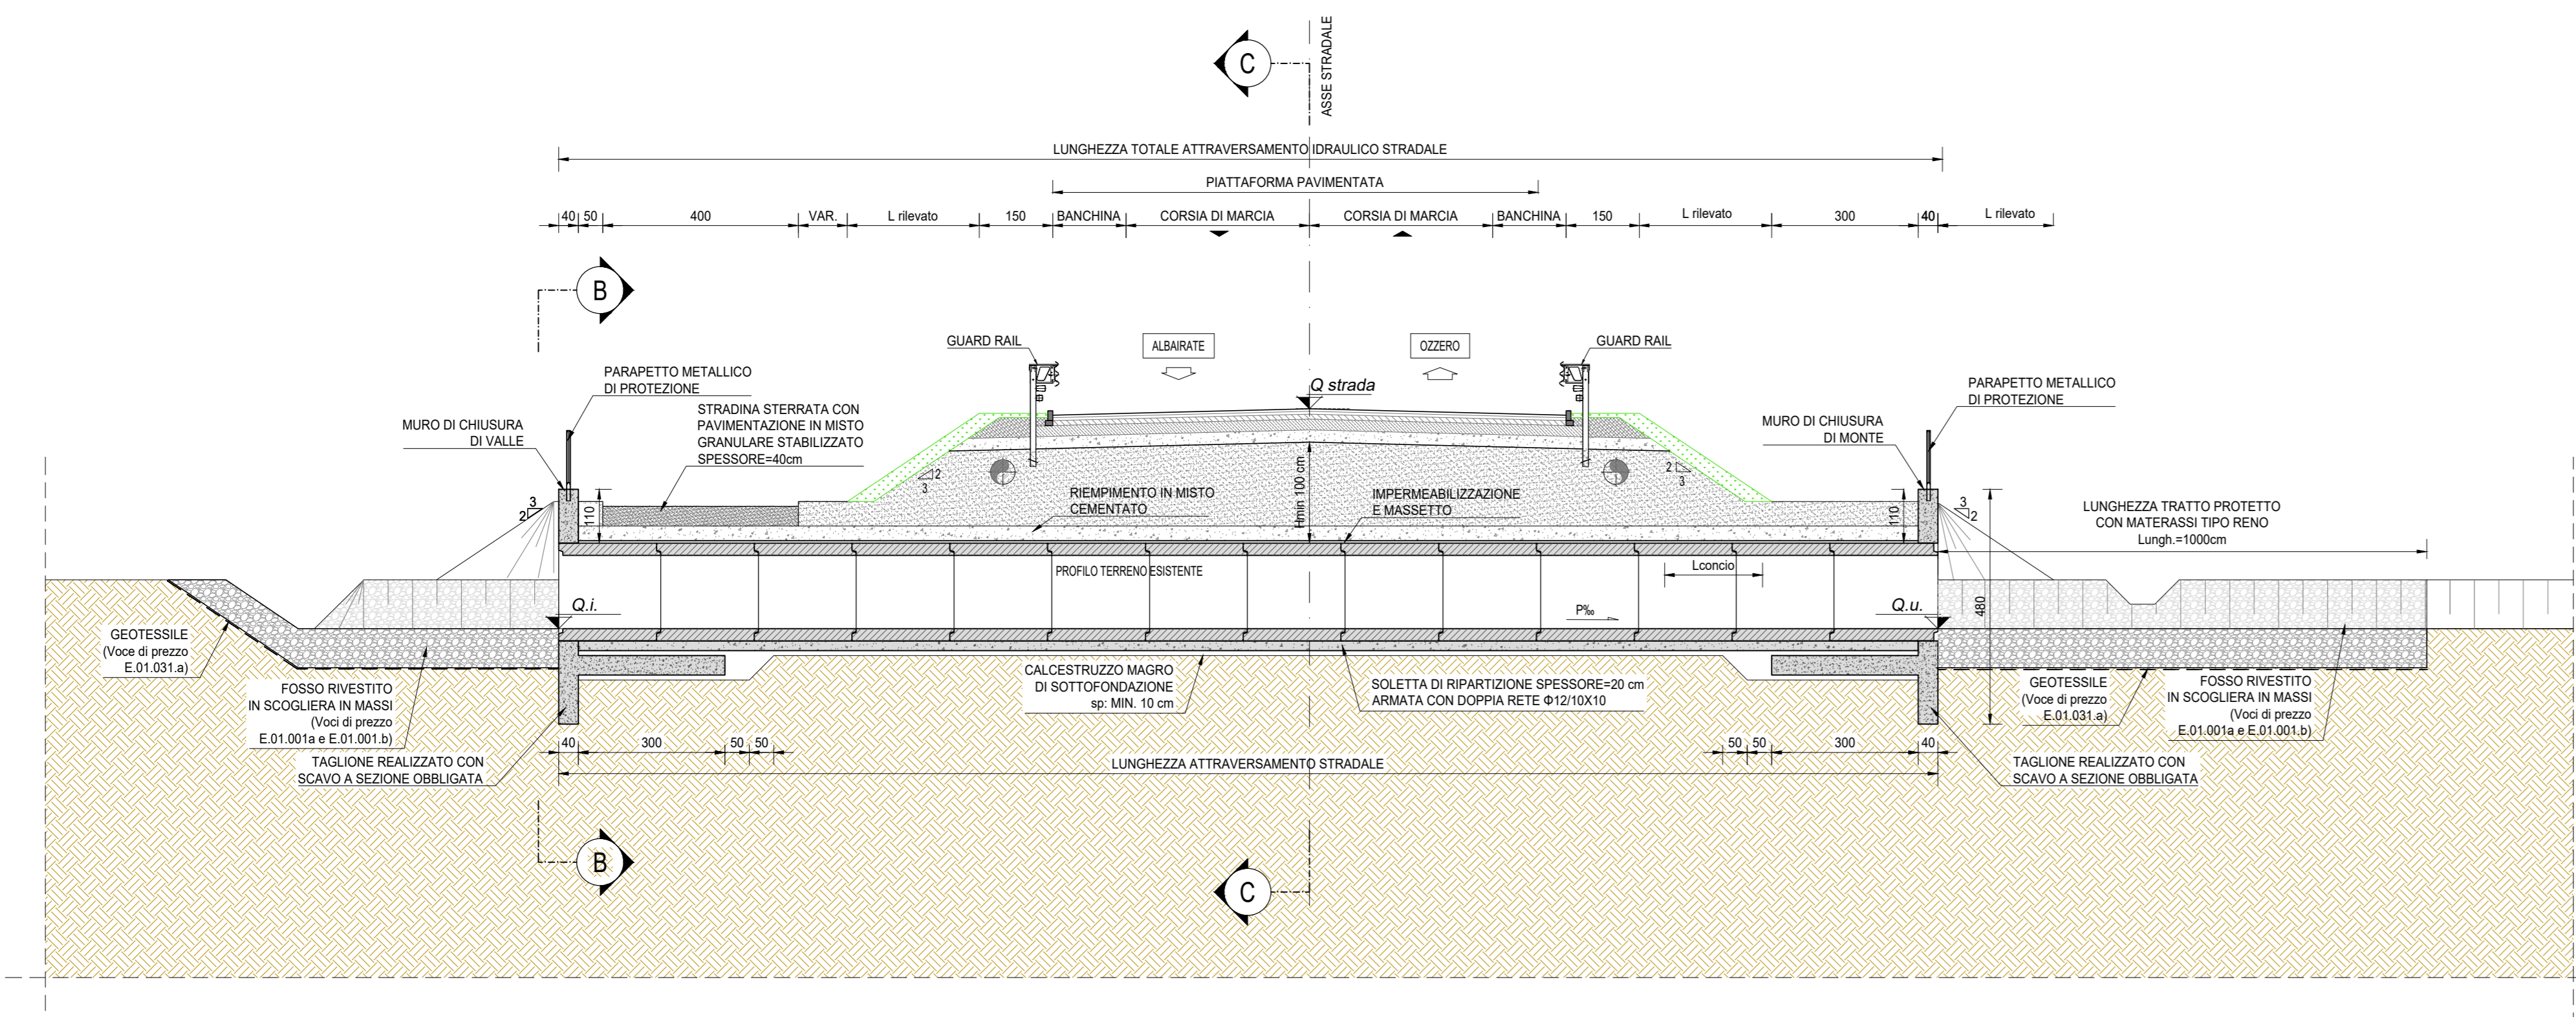 C
ASSE STRADALE
LUNGHEZZA TOTALE ATTRAVERSAMENTO IDRAULICO STRADALE
PIATTAFORMA PAVIMENTATA
40 50 400 VAR. L rilevato 150 BANCHINA CORSIA DI MARCIA CORSIA DI MARCIA BANCHINA 150 L rilevato 300 40 L rilevato
B
GUARD RAIL
ALBAIRATE
OZZERO
GUARD RAIL
PARAPETTO METALLICO
DI PROTEZIONE
Q strada
PARAPETTO METALLICO
DI PROTEZIONE
STRADINA STERRATA CON
PAVIMENTAZIONE IN MISTO
GRANULARE STABILIZZATO
SPESSORE=40cm
MURO DI CHIUSURA
DI VALLE
MURO DI CHIUSURA
DI MONTE
2
3
2
3
3
2
3
2
110
RIEMPIMENTO IN MISTO
CEMENTATO
Hmin 100 cm
IMPERMEABILIZZAZIONE
E MASSETTO
110
LUNGHEZZA TRATTO PROTETTO
CON MATERASSI TIPO RENO
Lungh.=1000cm
PROFILO TERRENO ESISTENTE
Lconcio
Q.i.
P‰
Q.u.
480
GEOTESSILE
(Voce di prezzo
E.01.031.a)
FOSSO RIVESTITO
IN SCOGLIERA IN MASSI
(Voci di prezzo
E.01.001a e E.01.001.b)
CALCESTRUZZO MAGRO
DI SOTTOFONDAZIONE
sp: MIN. 10 cm
SOLETTA DI RIPARTIZIONE SPESSORE=20 cm
ARMATA CON DOPPIA RETE Φ12/10X10
GEOTESSILE
(Voce di prezzo
E.01.031.a)
FOSSO RIVESTITO
IN SCOGLIERA IN MASSI
(Voci di prezzo
E.01.001a e E.01.001.b)
40 300 50 50
50 50 300 40
TAGLIONE REALIZZATO CON
SCAVO A SEZIONE OBBLIGATA
LUNGHEZZA ATTRAVERSAMENTO STRADALE
TAGLIONE REALIZZATO CON
SCAVO A SEZIONE OBBLIGATA
B
C